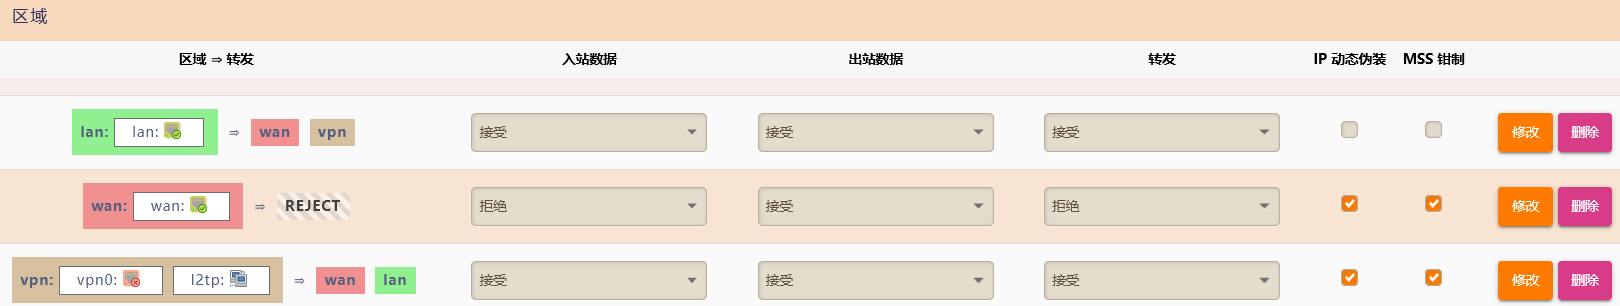 区域
区域 ⇒ 转发 入站数据 出站数据 转发 IP 动态伪装 MSS 钳制
lan: lan: ⇒ wan vpn 接受 接受 接受 修改 删除
wan: wan: ⇒ REJECT 拒绝 接受 拒绝 修改 删除
vpn: vpn0: l2tp: ⇒ wan lan 接受 接受 接受 修改 删除